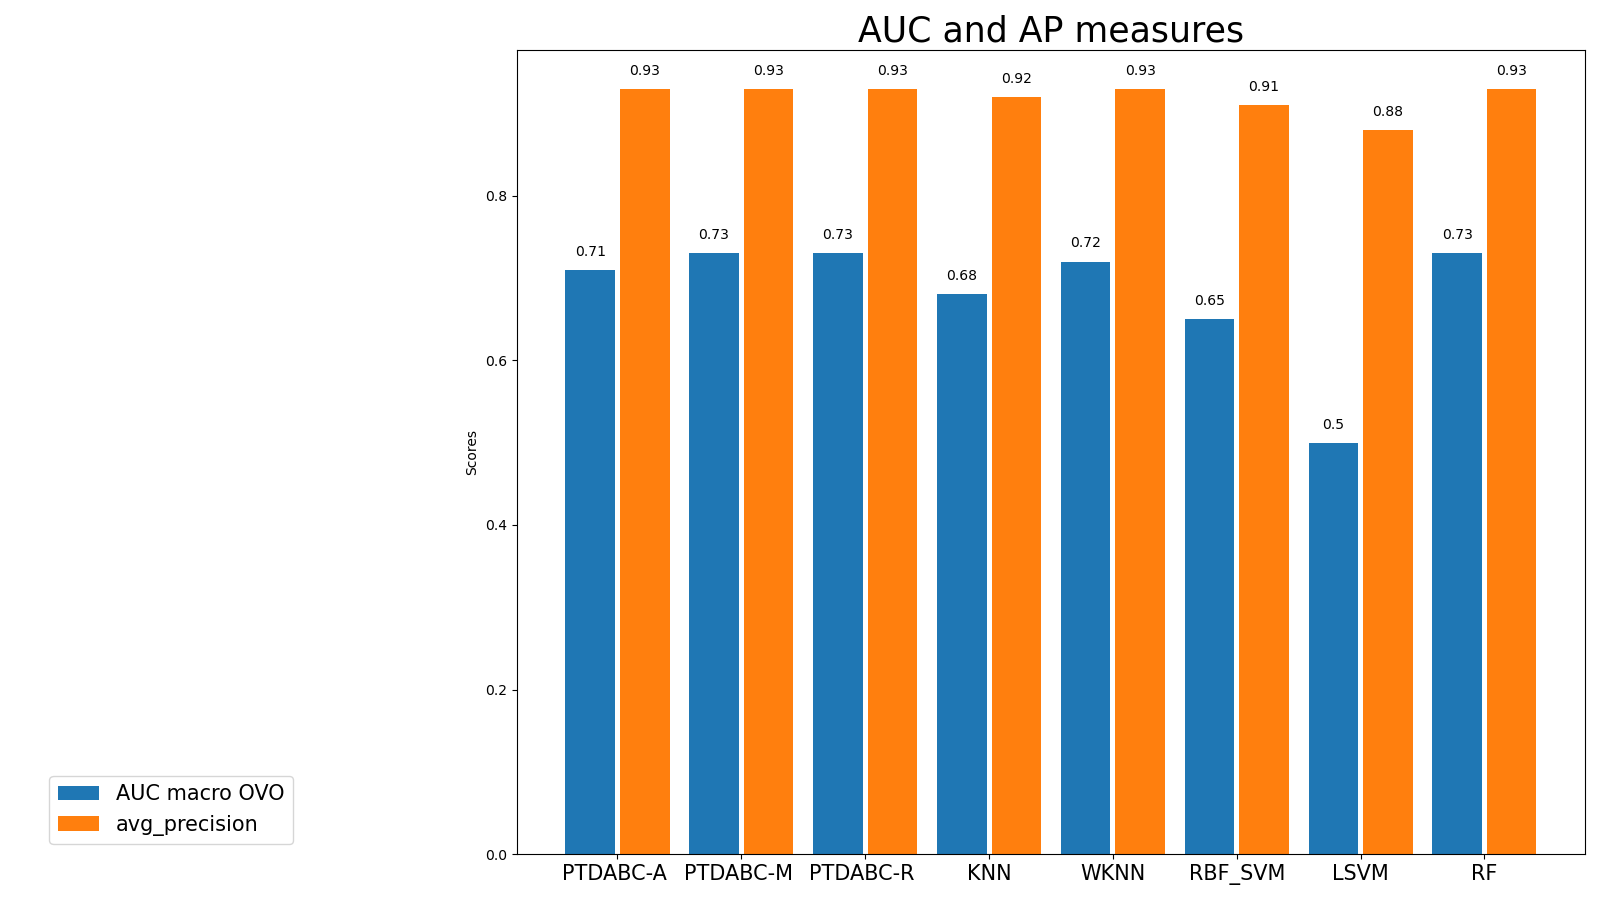 AUC and AP measures
0.93 0.93 0.93 0.92 0.93 0.91 0.88 0.93
0.71 0.73 0.73 0.68 0.72 0.65 0.5 0.73
0.8
0.6
0.4
0.2
0.0
Scores
PTDABC-A PTDABC-M PTDABC-R KNN WKNN RBF_SVM LSVM RF
AUC macro OVO
avg_precision